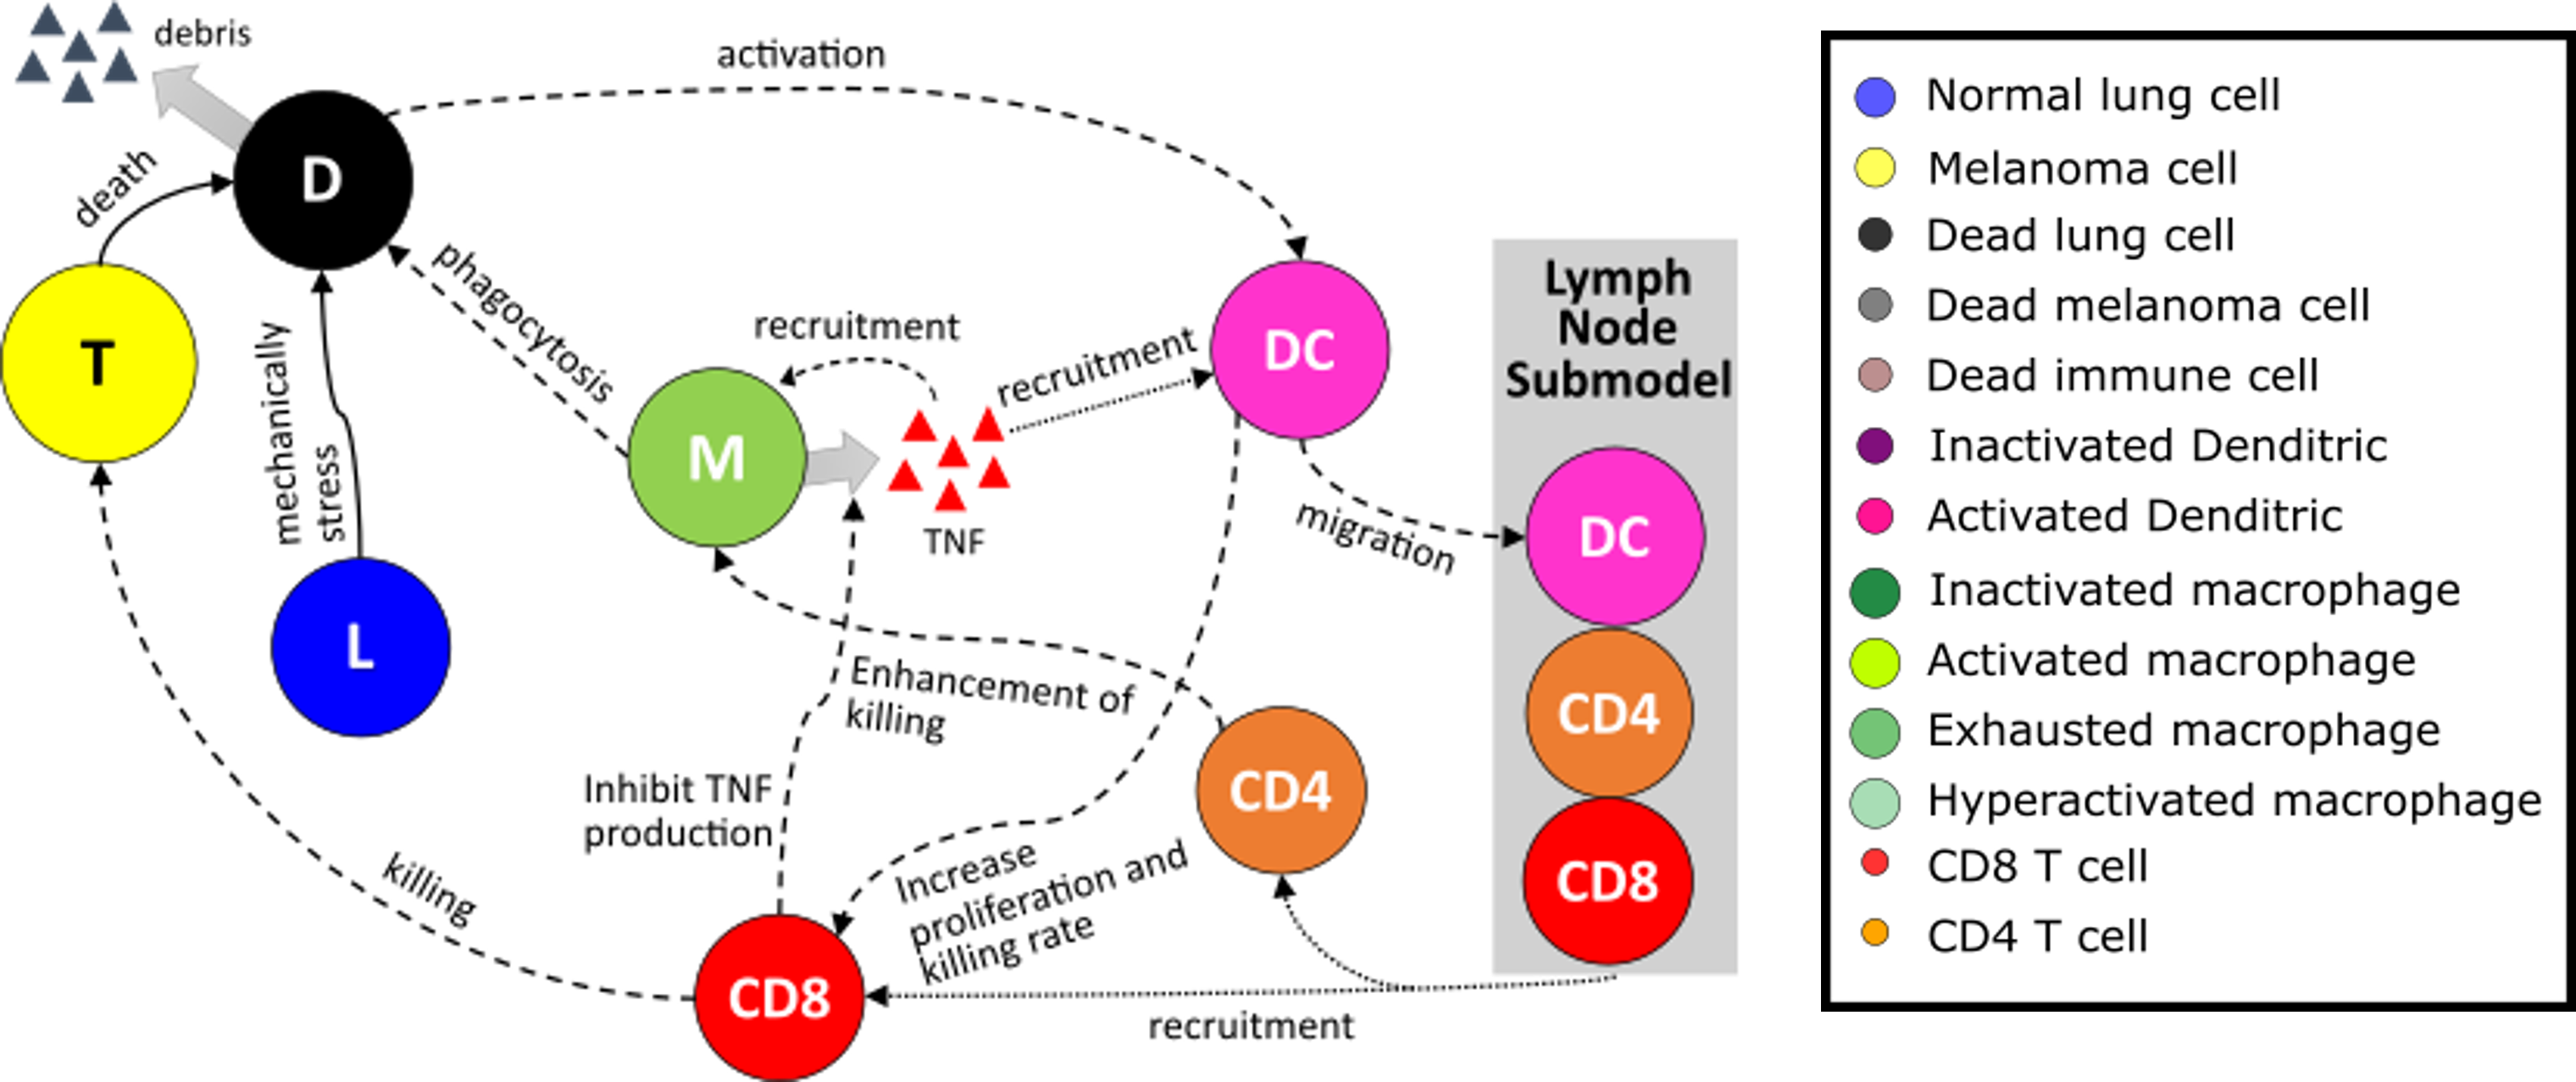 debris
activation
D
death
phagocytosis
T
mechanically
stress
recruitment
recruitment
DC
M
TNF
migration
L
Enhancement of
killing
Inhibit TNF
production
CD4
Increase
proliferation and
killing rate
killing
CD8
recruitment
Lymph
Node
Submodel
DC
CD4
CD8
Normal lung cell
Melanoma cell
Dead lung cell
Dead melanoma cell
Dead immune cell
Inactivated Denditric
Activated Denditric
Inactivated macrophage
Activated macrophage
Exhausted macrophage
Hyperactivated macrophage
CD8 T cell
CD4 T cell